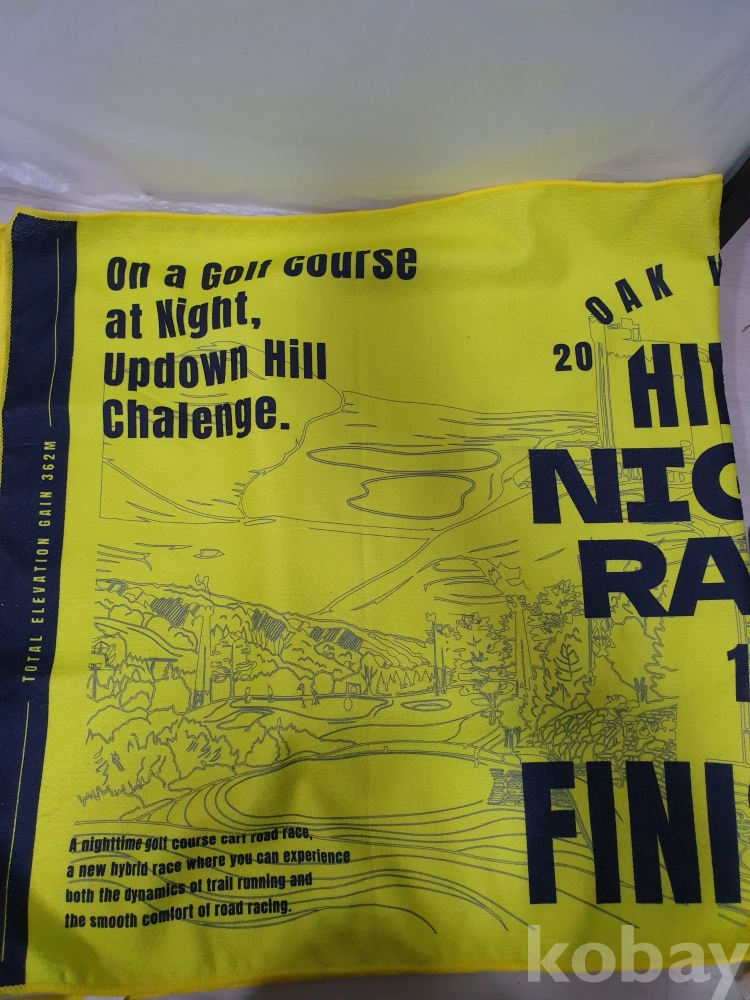 On a Golf Course
at Night,
Updown Hill
Chalenge.
TOTAL ELEVATION GAIN 362M
OAK
20
HI
NIG
RA
1
FINI
A nighttime golf course cart road race,
a new hybrid race where you can experience
both the dynamics of trail running and
the smooth comfort of road racing.
kobay